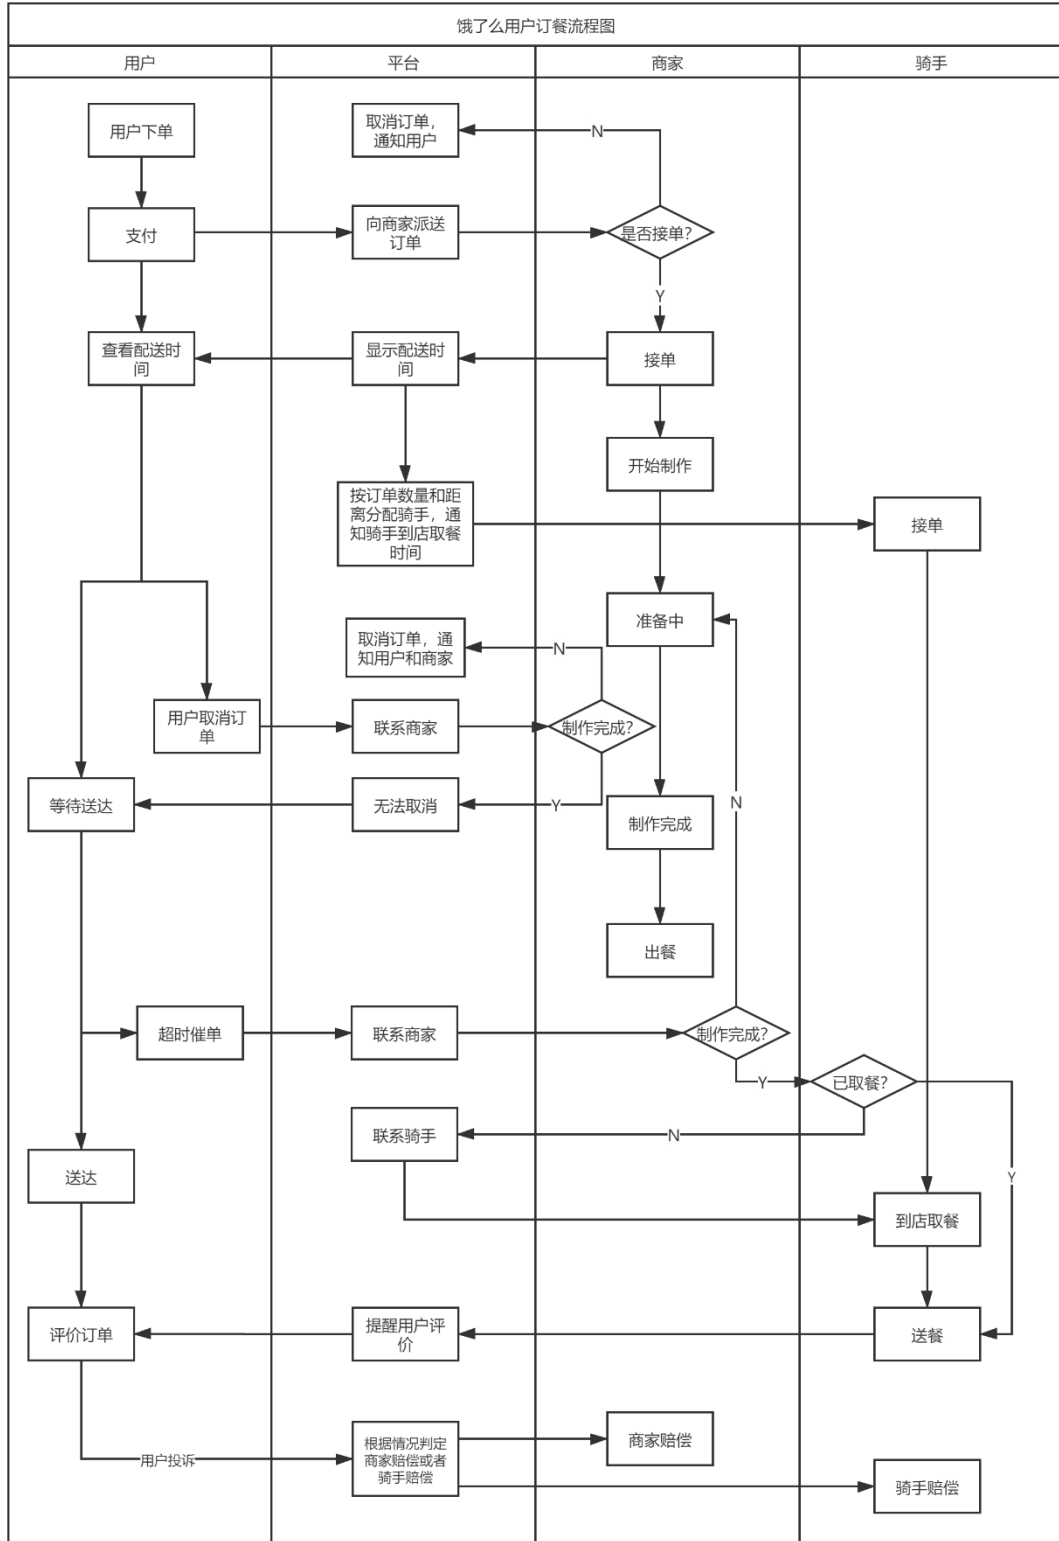 饿了么用户订餐流程图
用户
平台
商家
骑手
用户下单
取消订单，
通知用户
N
支付
向商家派送
订单
是否接单?
Y
查看配送时
间
显示配送时
间
接单
开始制作
按订单数量和距
离分配骑手，通
知骑手到店取餐
时间
接单
准备中
取消订单，通
知用户和商家
N
用户取消订
单
联系商家
制作完成?
等待送达
无法取消
Y
N
制作完成
出餐
超时催单
联系商家
制作完成?
Y
已取餐?
联系骑手
N
Y
送达
到店取餐
评价订单
提醒用户评
价
送餐
用户投诉
根据情况判定
商家赔偿或者
骑手赔偿
商家赔偿
骑手赔偿